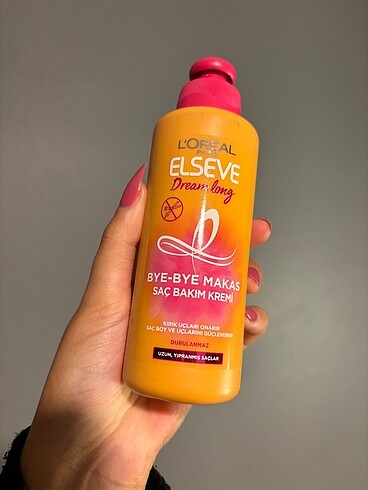 L'ORÉAL
PARIS
ELSEVE
Dream long
BYE-BYE MAKAS
SAÇ BAKIM KREMİ
KIRIK UÇLARI ONARIR
SAÇ BOY VE UÇLARINI GÜÇLENDİRİR
DURULANMAZ
UZUN, YIPRANMIŞ SAÇLAR